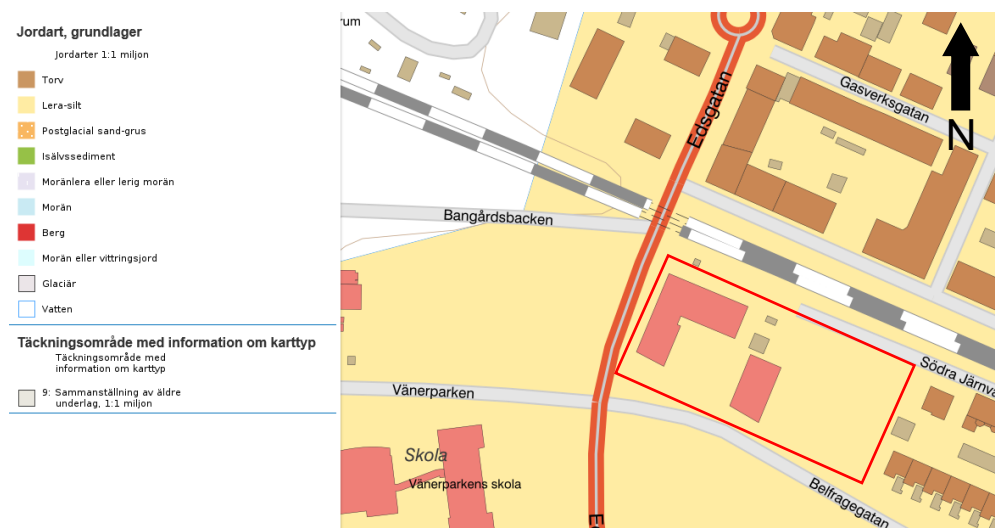 Jordart, grundlager
Jordarter 1:1 miljon
Torv
Lera-silt
Postglacial sand-grus
Isälvssediment
Moränlera eller lerig morän
Morän
Berg
Morän eller vittringsjord
Glaciär
Vatten
Täckningsområde med information om karttyp
Täckningsområde med
information om karttyp
9: Sammanställning av äldre
underlag, 1:1 miljon
rum
Edsgatan
Gasverksgatan
N
Bangårdsbacken
Södra Järnva
Vänerparken
Skola
Vänerparkens skola
Belfragegatan
E